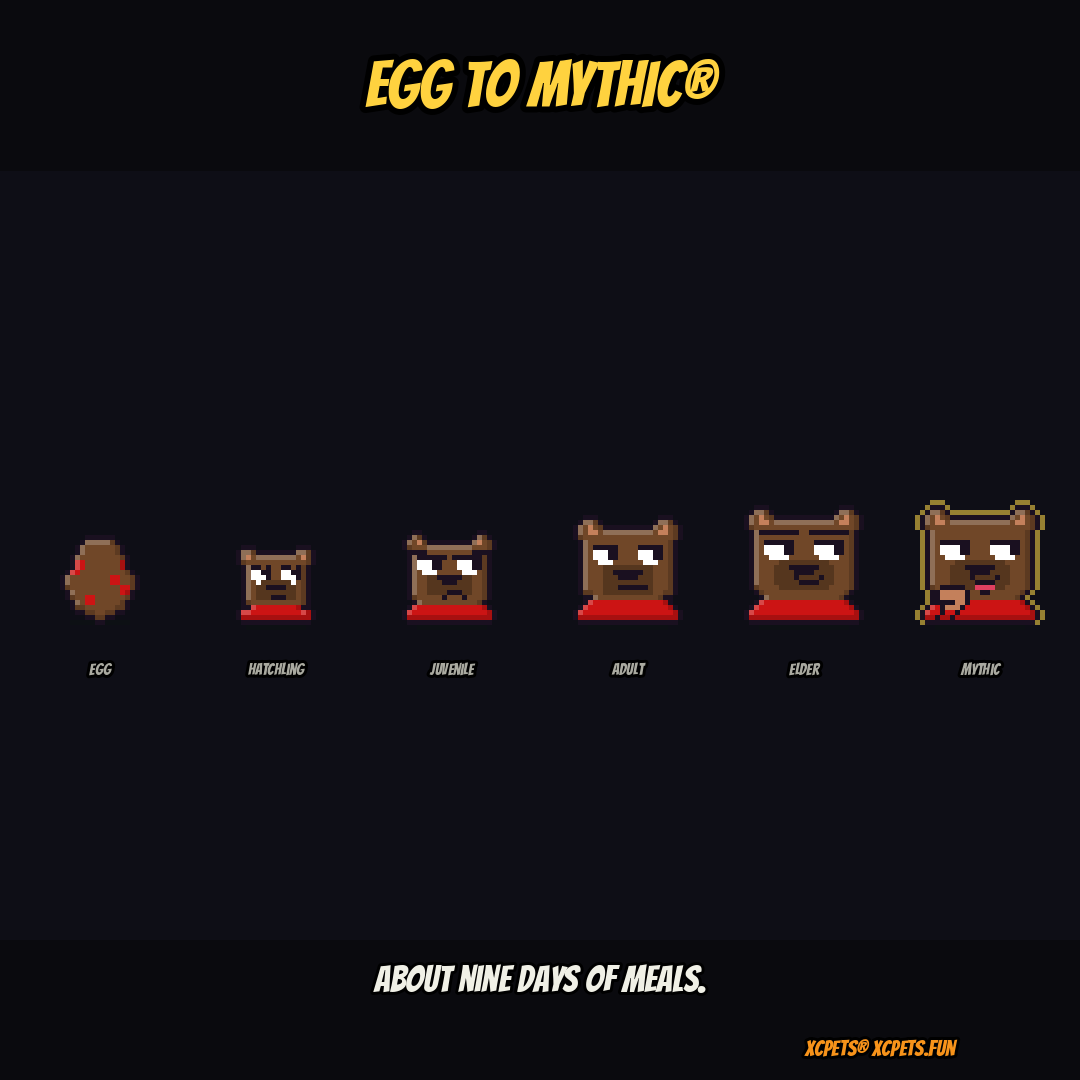 EGG TO MYTHIC®
EGG
HATCHLING
JUVENILE
ADULT
ELDER
MYTHIC
ABOUT NINE DAYS OF MEALS.
XCPETS® XCPETS.FUN